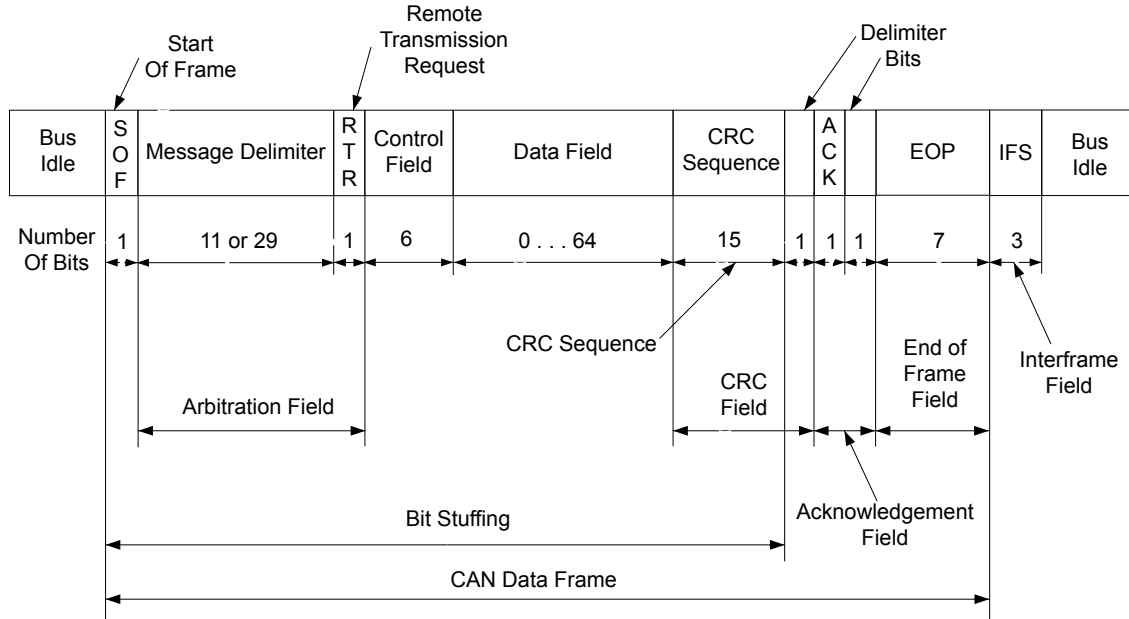 Start
Of Frame
Remote
Transmission
Request
Delimiter
Bits
Bus
Idle
S
O
F
Message Delimiter
R
T
R
Control
Field
Data Field
CRC
Sequence
A
C
K
EOP
IFS
Bus
Idle
Number
Of Bits
1
11 or 29
1
6
0 . . . 64
15
1
1
1
7
3
CRC Sequence
End of
Frame
Field
Interframe
Field
Arbitration Field
CRC
Field
Acknowledgement
Field
Bit Stuffing
CAN Data Frame